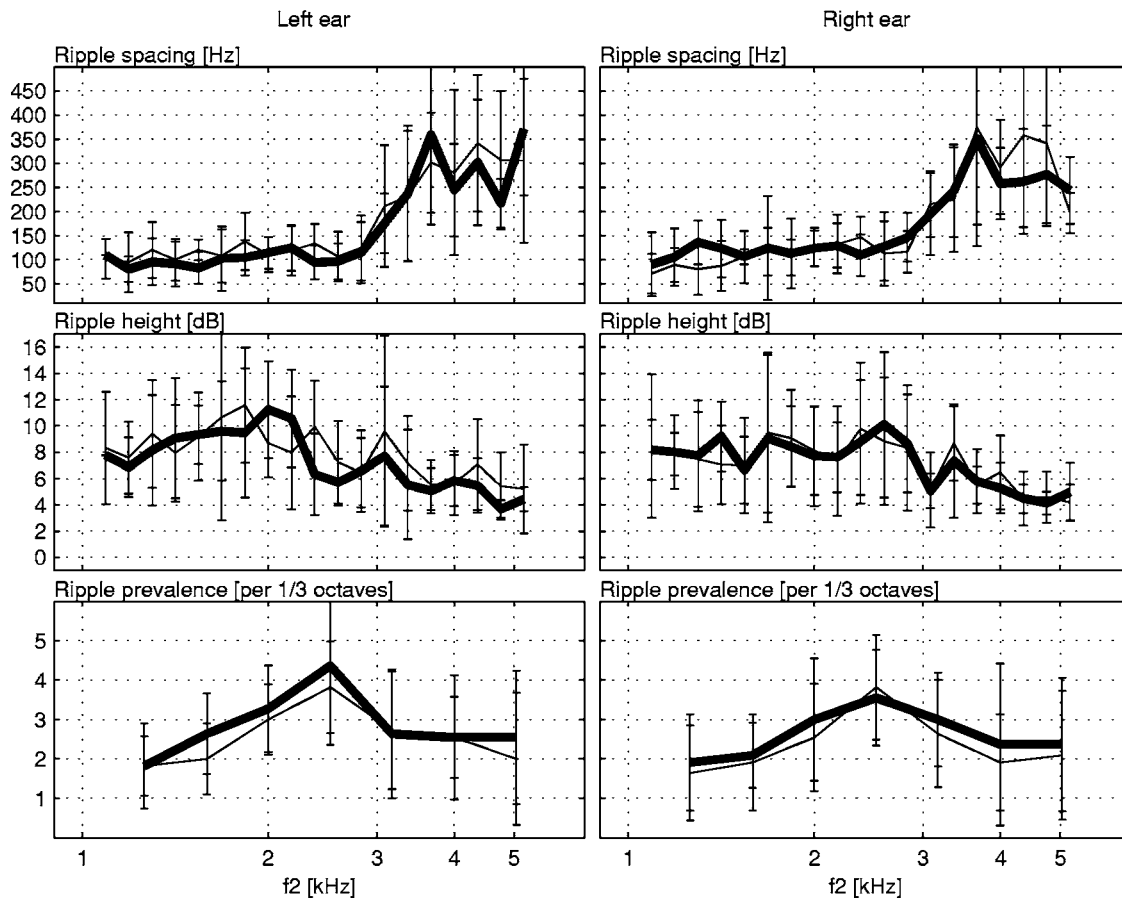 Left ear
Right ear
Ripple spacing [Hz]
Ripple spacing [Hz]
450
400
350
300
250
200
150
100
50
Ripple height [dB]
Ripple height [dB]
16
14
12
10
8
6
4
2
0
Ripple prevalence [per 1/3 octaves]
Ripple prevalence [per 1/3 octaves]
5
4
3
2
1
1 2 3 4 5
1 2 3 4 5
f2 [kHz]
f2 [kHz]